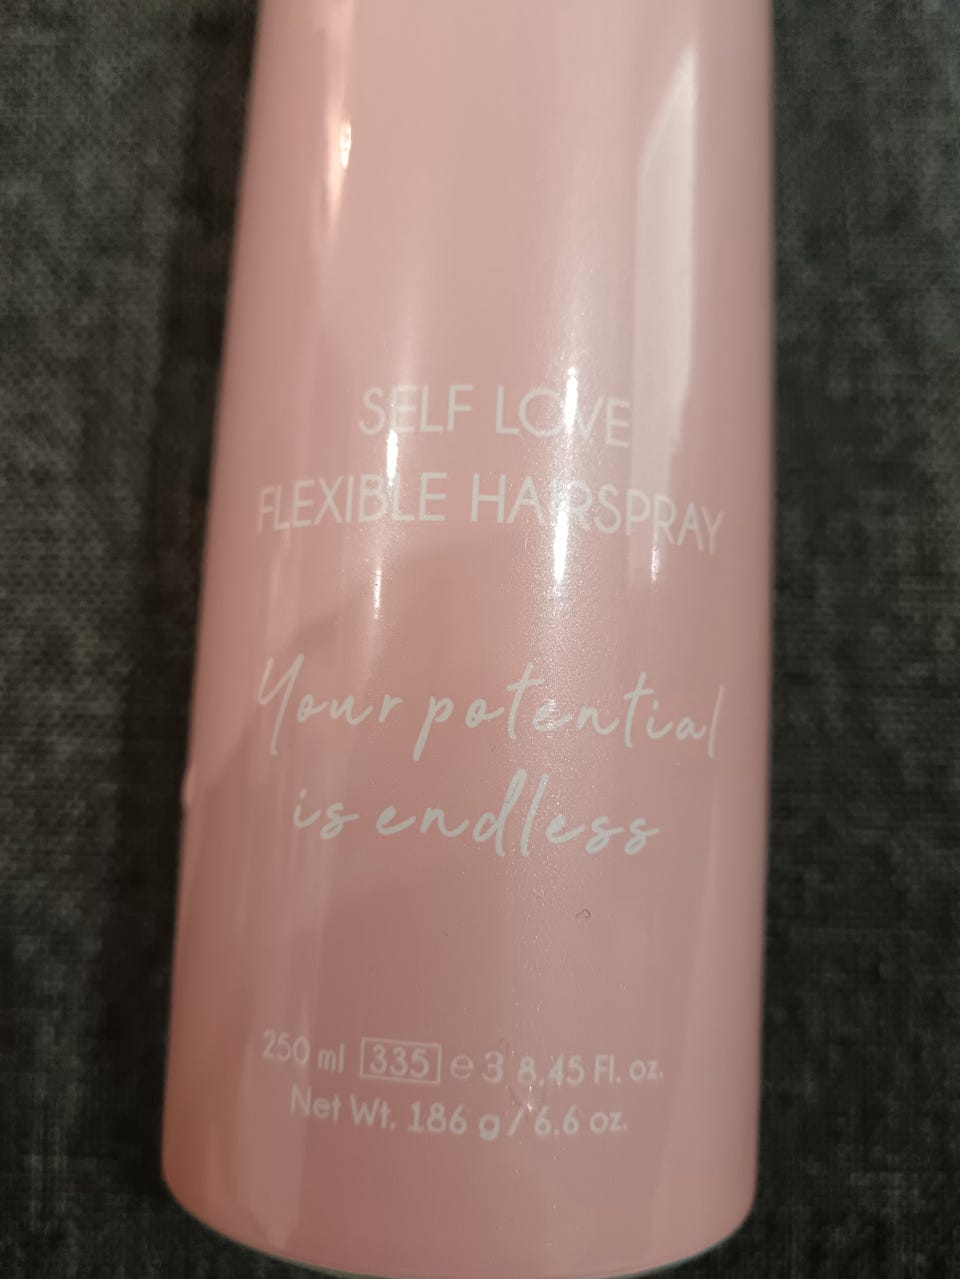 SELF LOVE
FLEXIBLE HAIRSPRAY
Your potential
is endless
250 ml 335 e 3 8.45 Fl. oz.
Net Wt. 186 g / 6.6 oz.